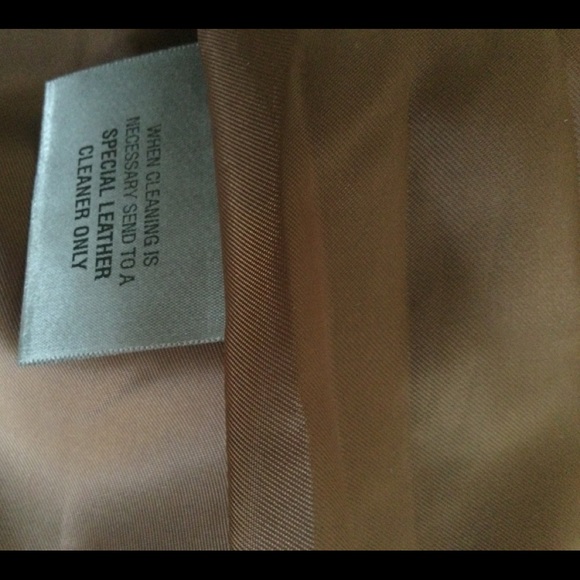 WHEN CLEANING IS
NECESSARY SEND TO A
SPECIAL LEATHER
CLEANER ONLY